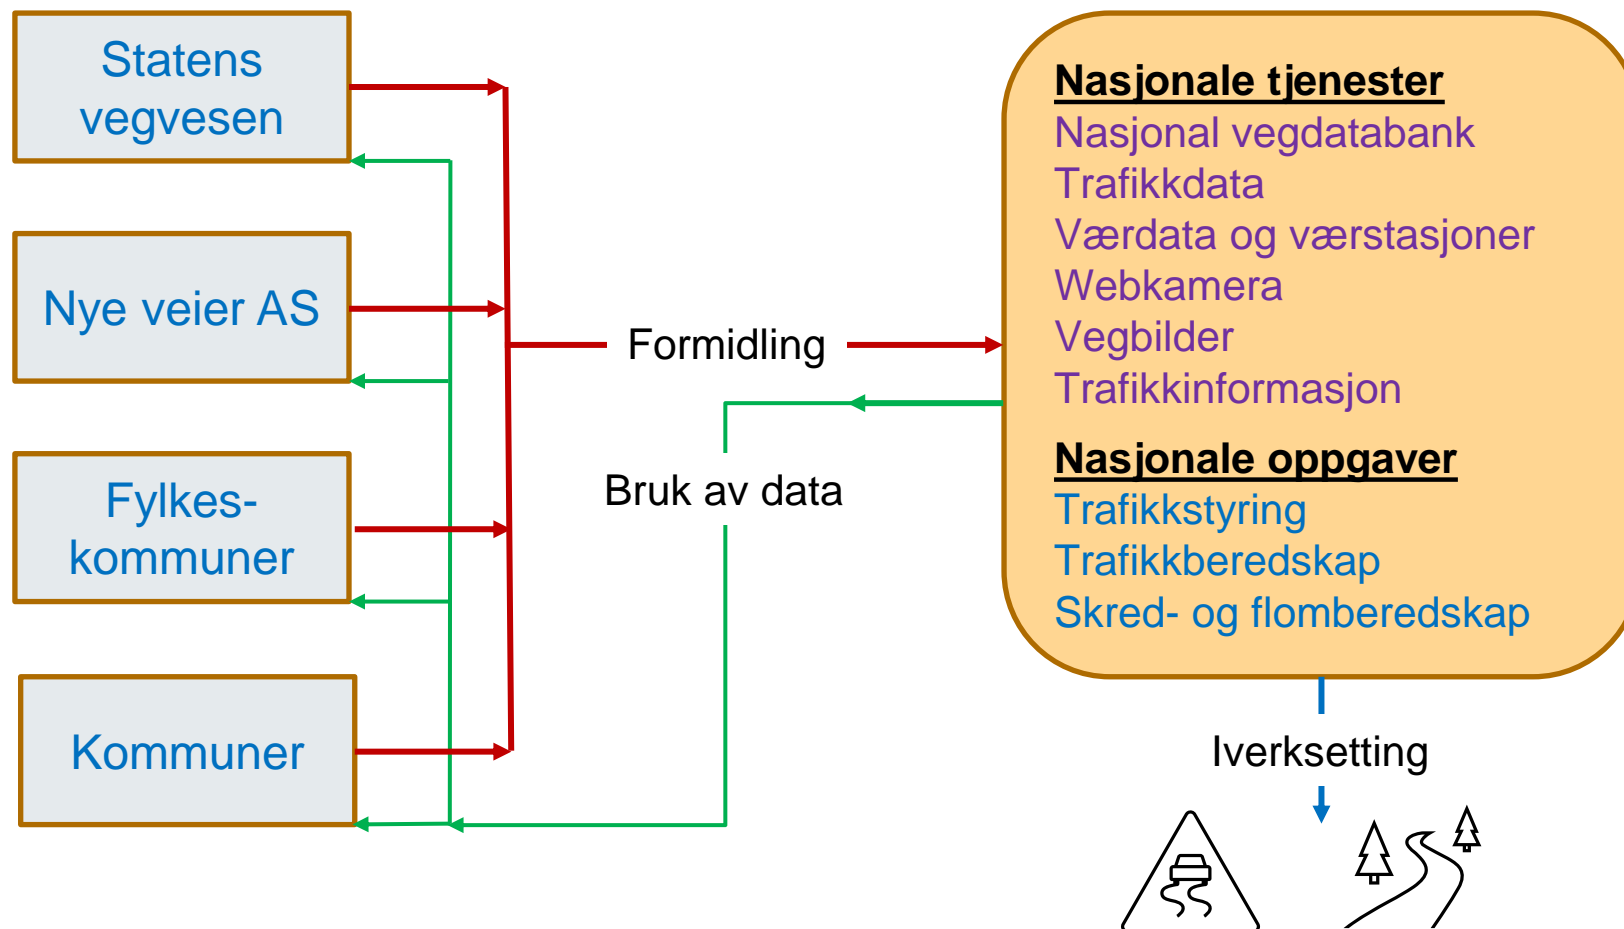 Statens
vegvesen
Nye veier AS
Fylkes-
kommuner
Kommuner
Formidling
Bruk av data
Nasjonale tjenester
Nasjonal vegdatabank
Trafikkdata
Værdata og værstasjoner
Webkamera
Vegbilder
Trafikkinformasjon
Nasjonale oppgaver
Trafikkstyring
Trafikkberedskap
Skred- og flomberedskap
Iverksetting